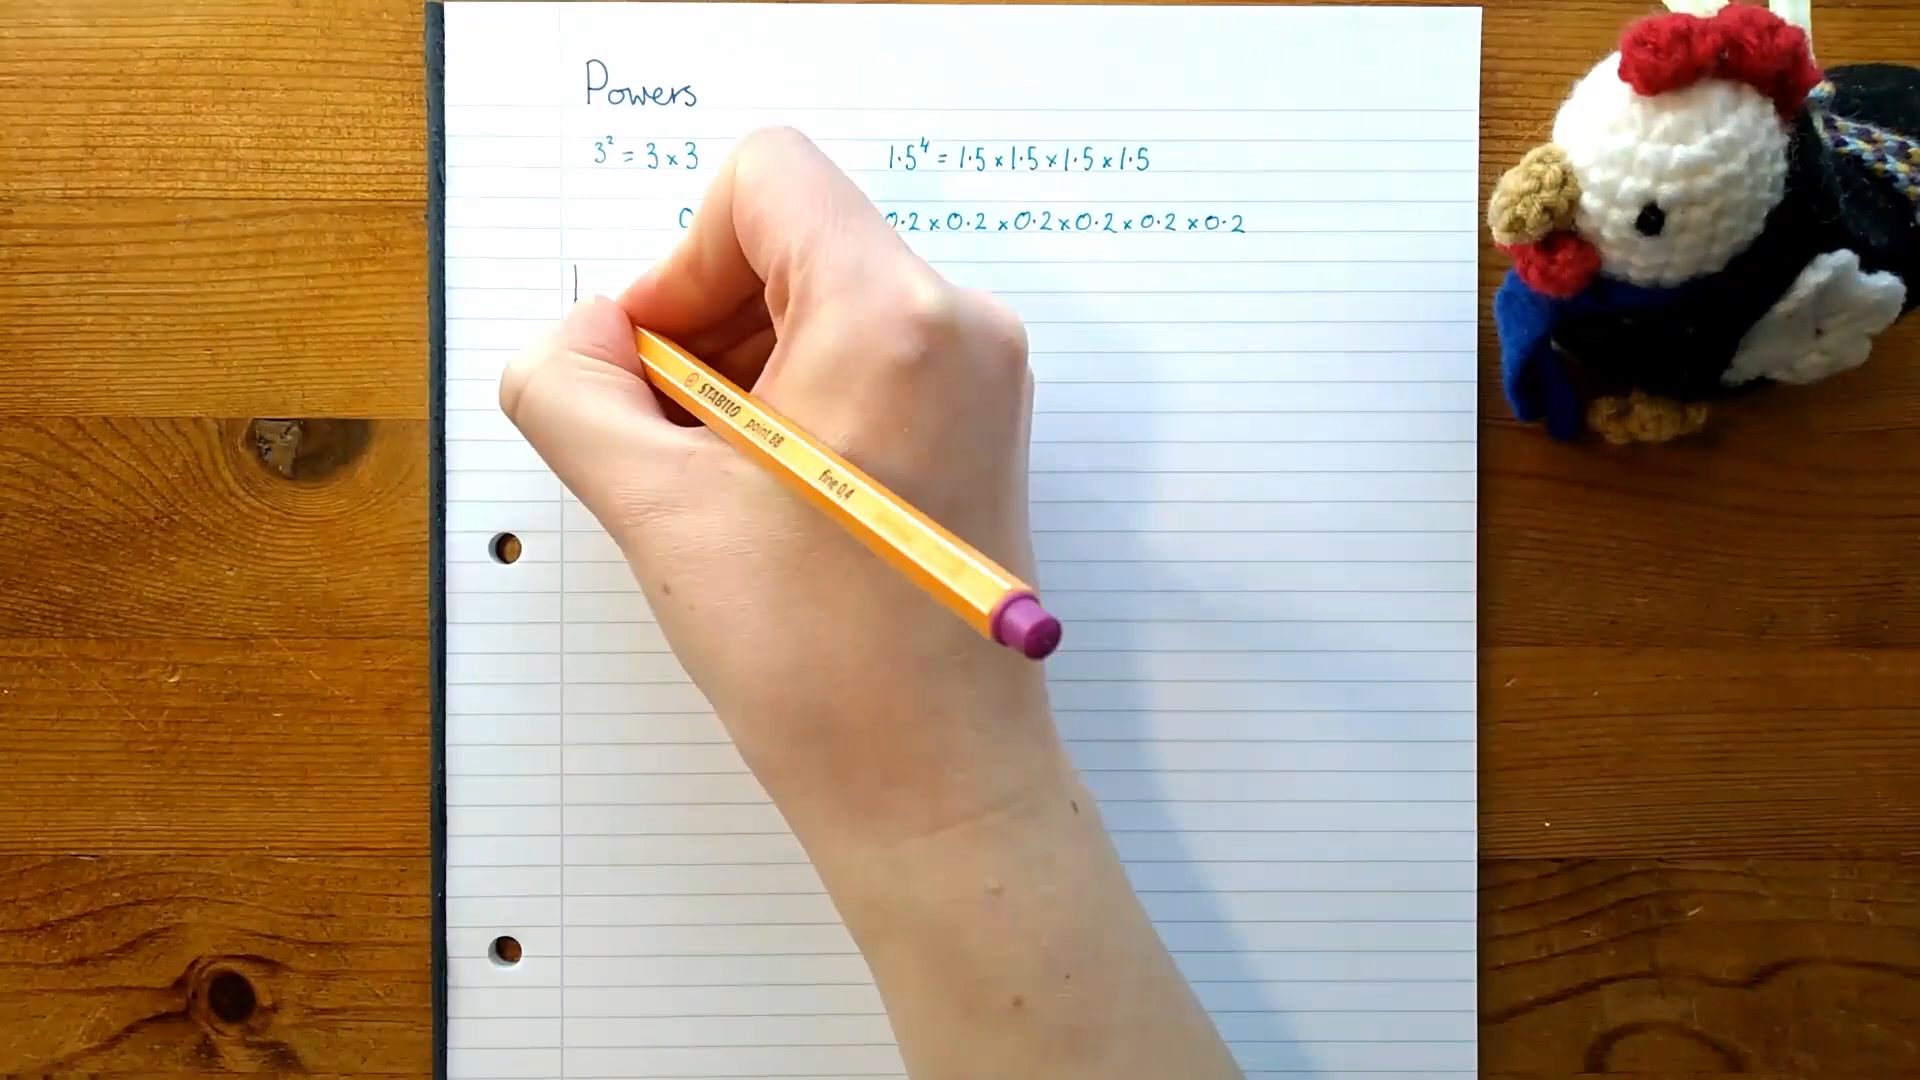 Powers
3² = 3 × 3
1·5⁴ = 1·5 × 1·5 × 1·5 × 1·5
0·2 × 0·2 × 0·2 × 0·2 × 0·2 × 0·2
STABILO point 88 fine 0,4